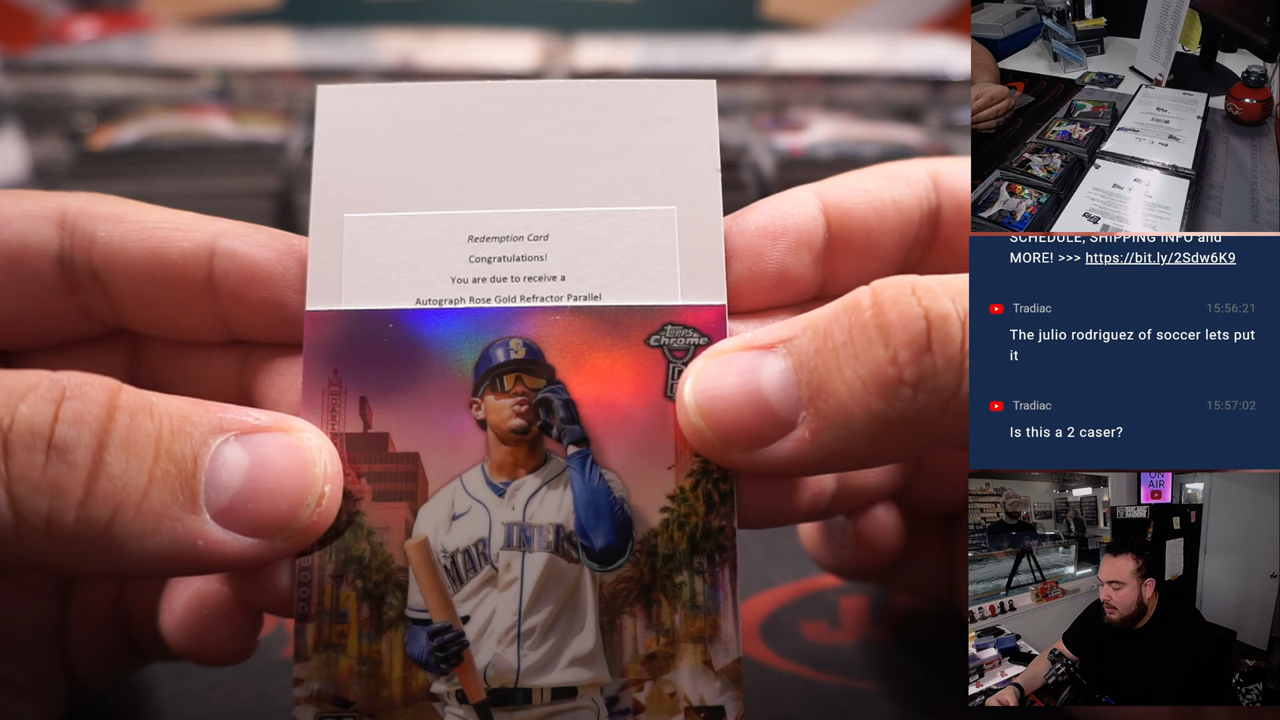 Redemption Card
Congratulations!
You are due to receive a
Autograph Rose Gold Refractor Parallel
Topps
Chrome
MARINERS
SCHEDULE, SHIPPING INFO and
MORE! >>> https://bit.ly/2Sdw6K9
Tradiac 15:56:21
The julio rodriguez of soccer lets put
it
Tradiac 15:57:02
Is this a 2 caser?
ON
AIR